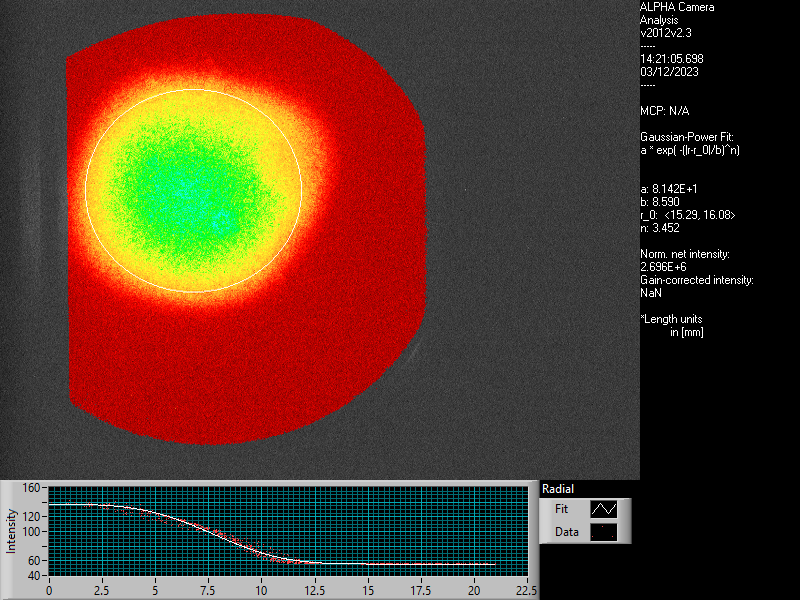 ALPHA Camera
Analysis
v2012v2.3
-----
14:21:05.698
03/12/2023
-----
MCP: N/A
Gaussian-Power Fit:
a * exp( -(|r-r_0|/b)^n)
a: 8.142E+1
b: 8.590
r_0: <15.29, 16.08>
n: 3.452
Norm. net intensity:
2.696E+6
Gain-corrected intensity:
NaN
*Length units
in [mm]
Radial
Fit
Data
Intensity
160
120
100
60
40
0 2.5 5 7.5 10 12.5 15 17.5 20 22.5